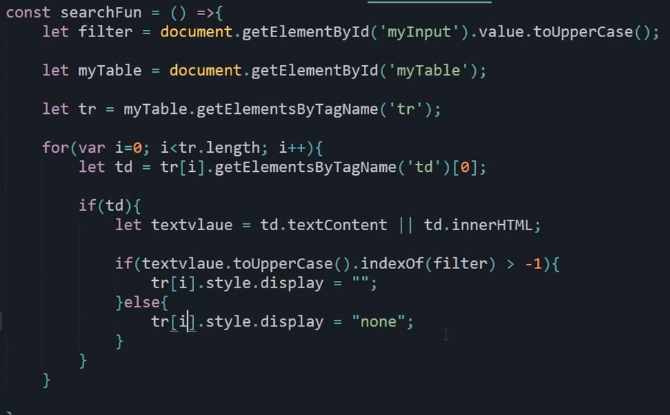 const searchFun = () =>{
let filter = document.getElementById('myInput').value.toUpperCase();
let myTable = document.getElementById('myTable');
let tr = myTable.getElementsByTagName('tr');
for(var i=0; i<tr.length; i++){
let td = tr[i].getElementsByTagName('td')[0];
if(td){
let textvlaue = td.textContent || td.innerHTML;
if(textvlaue.toUpperCase().indexOf(filter) > -1){
tr[i].style.display = "";
}else{
tr[i].style.display = "none";
}
}
}
}